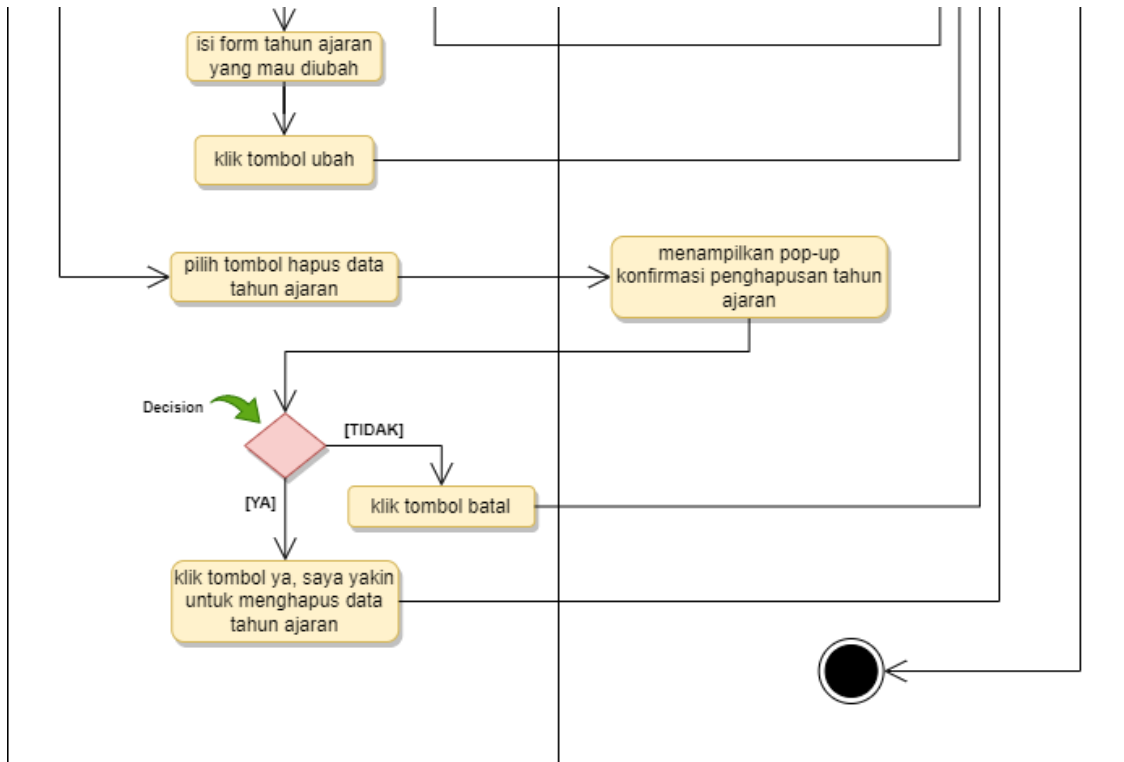 isi form tahun ajaran
yang mau diubah
klik tombol ubah
pilih tombol hapus data
tahun ajaran
menampilkan pop-up
konfirmasi penghapusan tahun
ajaran
Decision
[TIDAK]
[YA]
klik tombol batal
klik tombol ya, saya yakin
untuk menghapus data
tahun ajaran